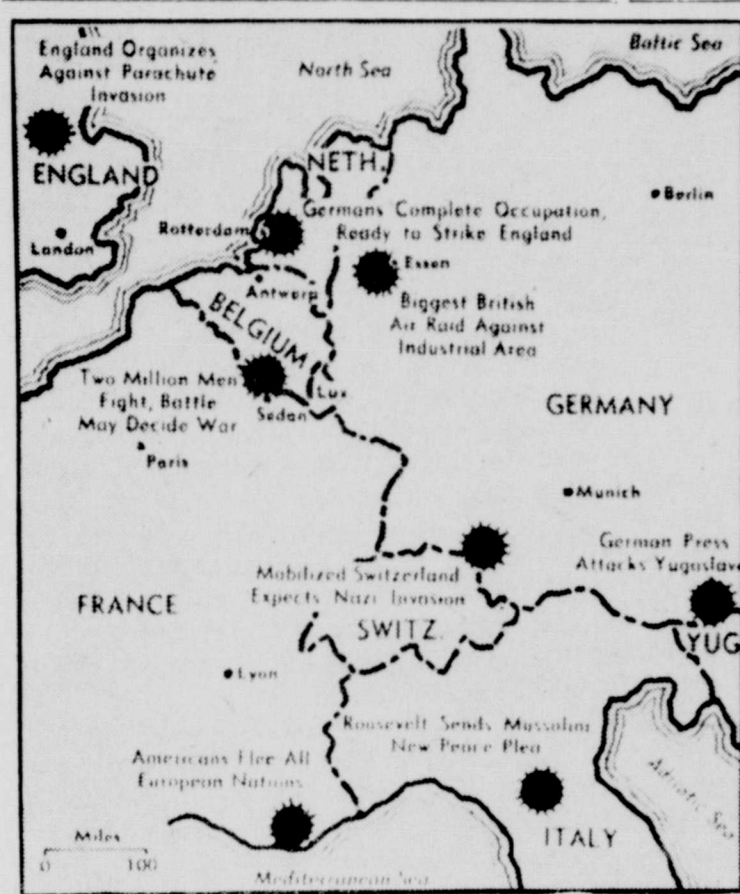 England Organizes
Against Parachute
Invasion
North Sea
Baltic Sea
ENGLAND
NETH.
Berlin
London
Rotterdam
Germans Complete Occupation,
Ready to Strike England
Essen
Antwerp
BELGIUM
Biggest British
Air Raid Against
Industrial Area
Two Million Men
Fight, Battle
May Decide War
Lux
Sedan
GERMANY
Paris
Munich
German Press
Attacks Yugoslavs
Mobilized Switzerland
Expects Nazi Invasion
FRANCE
SWITZ.
YUG
Lyon
Roosevelt Sends Mussolini
New Peace Plea
Americans Flee All
European Nations
Adriatic Sea
Miles
0 100
ITALY
Mediterranean Sea